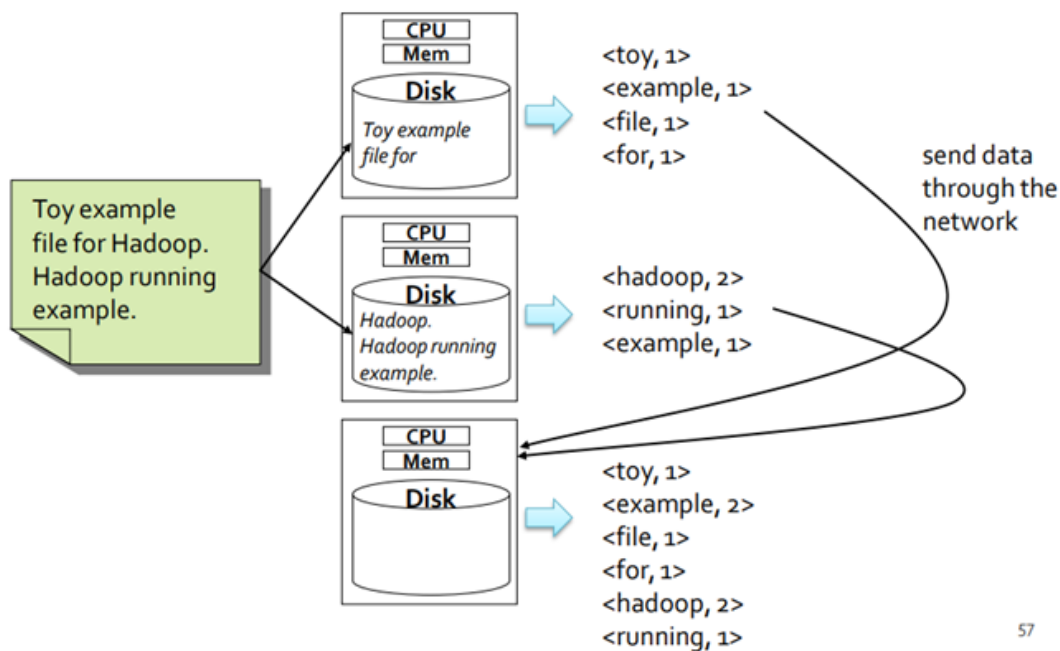 Toy example
file for Hadoop.
Hadoop running
example.
CPU
Mem
Disk
Toy example
file for
<toy, 1>
<example, 1>
<file, 1>
<for, 1>
send data
through the
network
CPU
Mem
Disk
Hadoop.
Hadoop running
example.
<hadoop, 2>
<running, 1>
<example, 1>
CPU
Mem
Disk
<toy, 1>
<example, 2>
<file, 1>
<for, 1>
<hadoop, 2>
<running, 1>
57